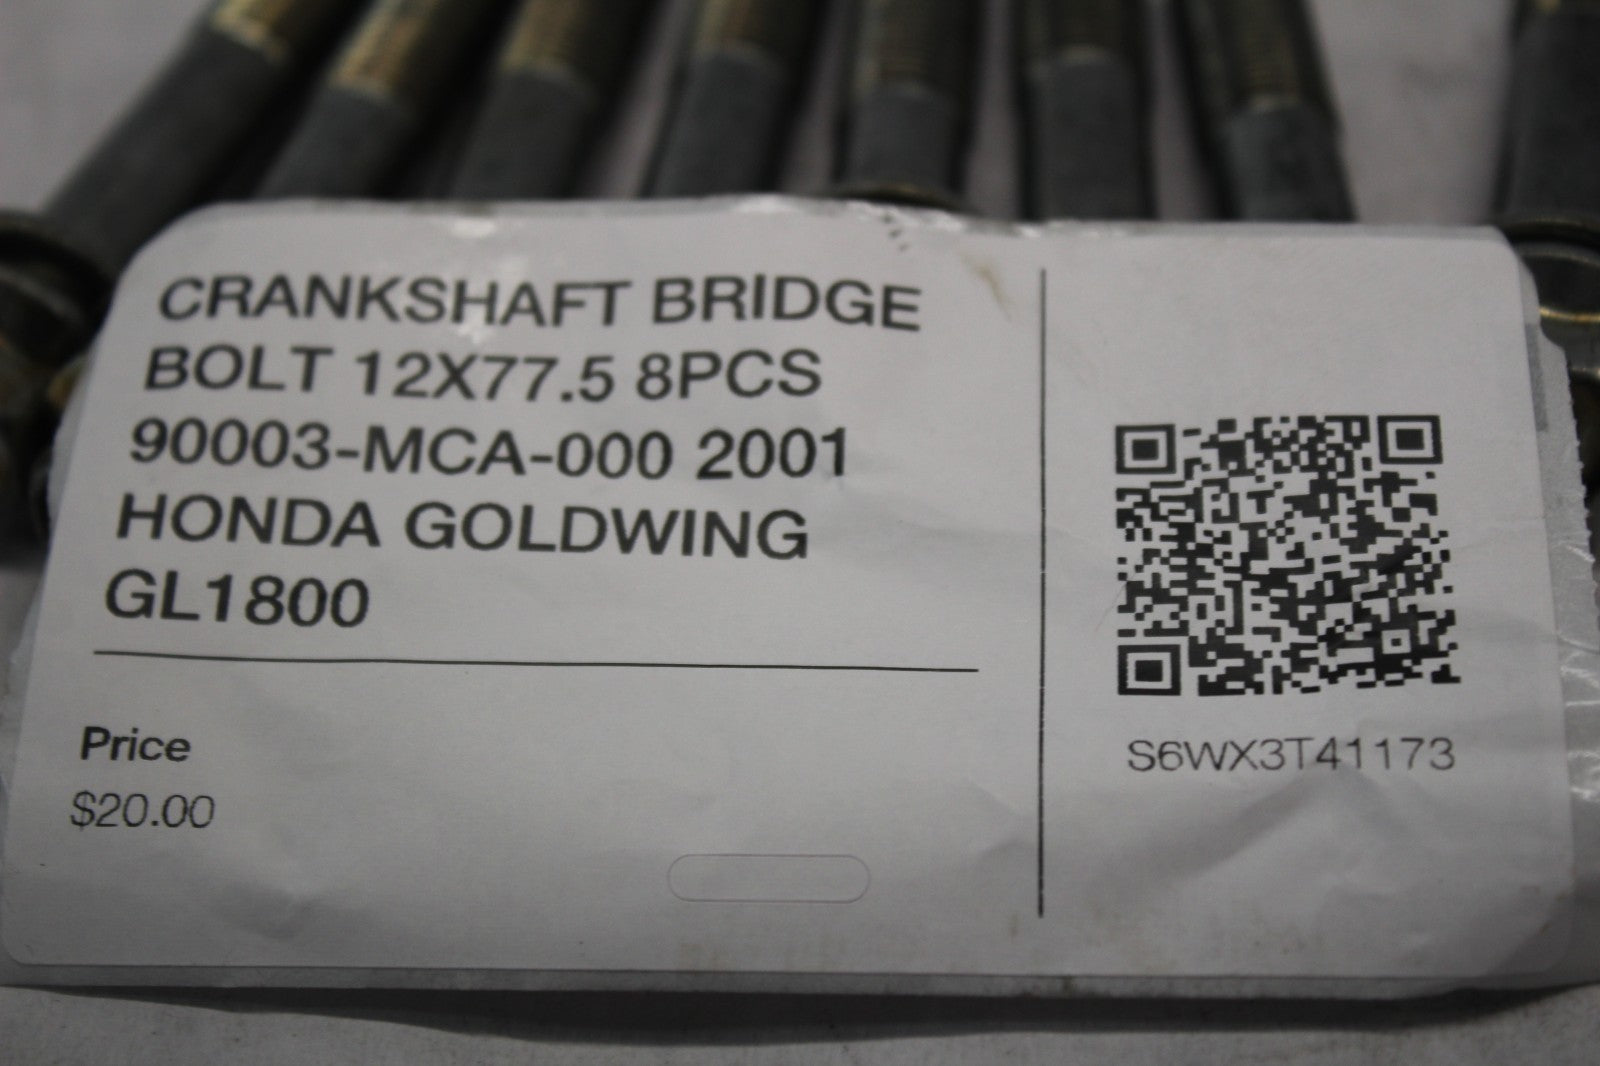 CRANKSHAFT BRIDGE
BOLT 12X77.5 8PCS
90003-MCA-000 2001
HONDA GOLDWING
GL1800
Price
$20.00
S6WX3T41173